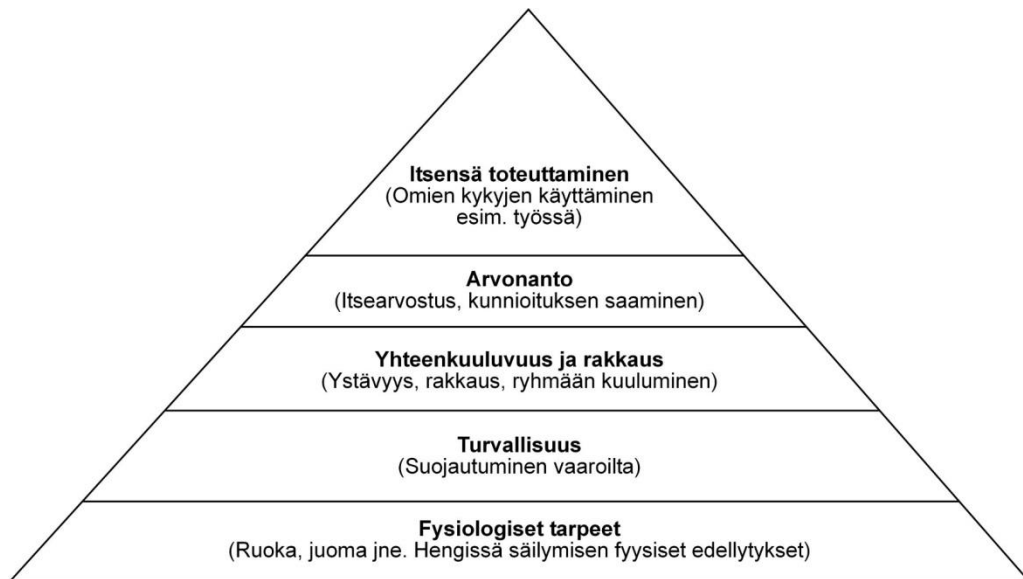 Itsensä toteuttaminen
(Omien kykyjen käyttäminen
esim. työssä)
Arvonanto
(Itsearvostus, kunnioituksen saaminen)
Yhteenkuuluvuus ja rakkaus
(Ystävyys, rakkaus, ryhmään kuuluminen)
Turvallisuus
(Suojautuminen vaaroilta)
Fysiologiset tarpeet
(Ruoka, juoma jne. Hengissä säilymisen fyysiset edellytykset)